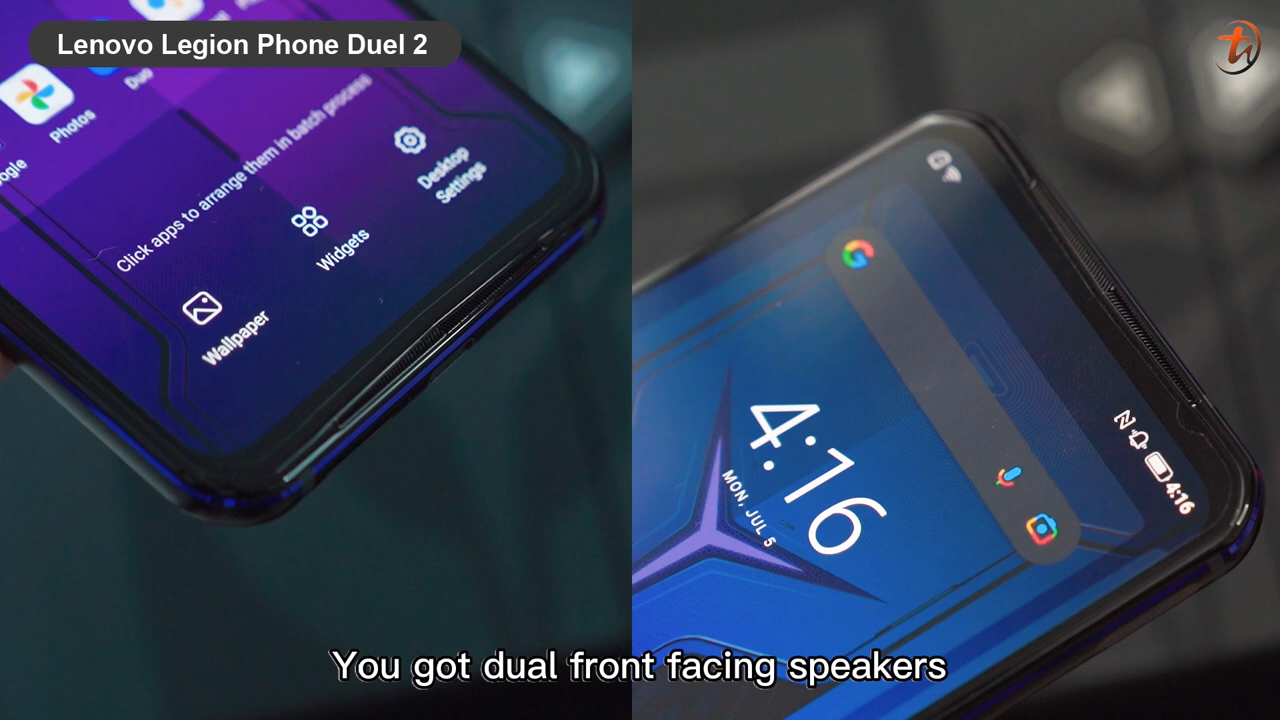 Lenovo Legion Phone Duel 2
Duo
Photos
Click apps to arrange them in batch process
Desktop
Settings
Widgets
Wallpaper
4:16
MON, JUL 5
4:16
You got dual front facing speakers